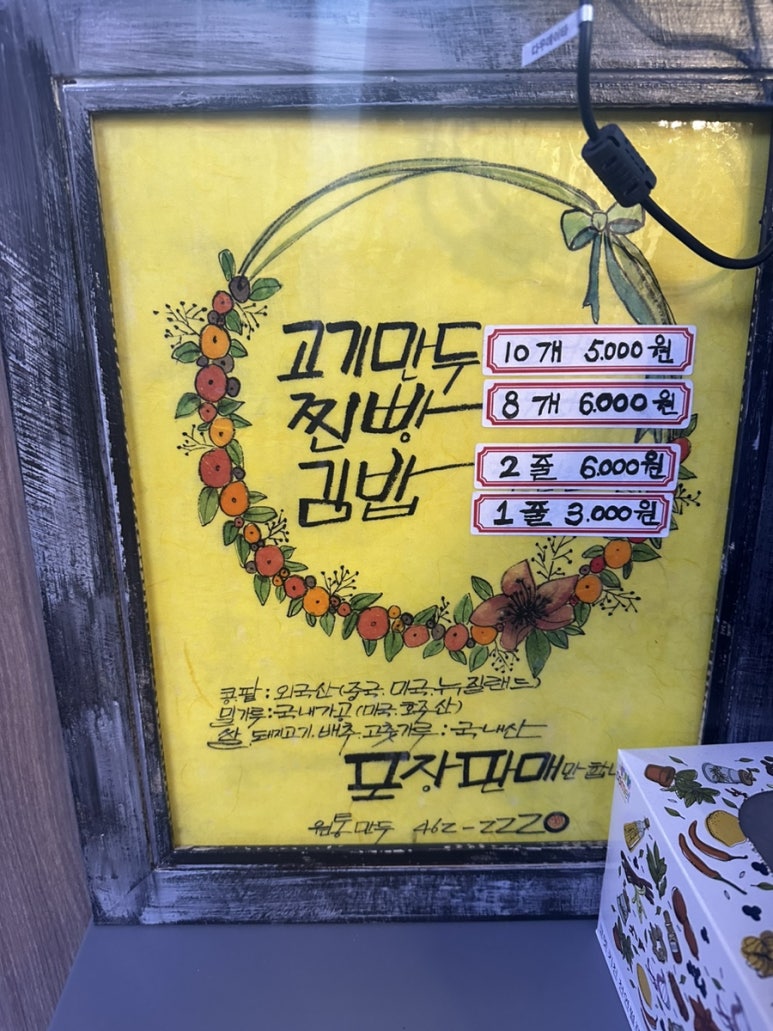 고기만두 10개 5.000원
찐빵 8개 6.000원
김밥 2줄 6.000원
1줄 3.000원
콩팥: 외국산(중국.미국.뉴질랜드)
밀가루:국내가공(미국.호주산)
쌀.돼지고기.배추.고춧가루:국내산
포장판매만 합니
원통만두 462-2220